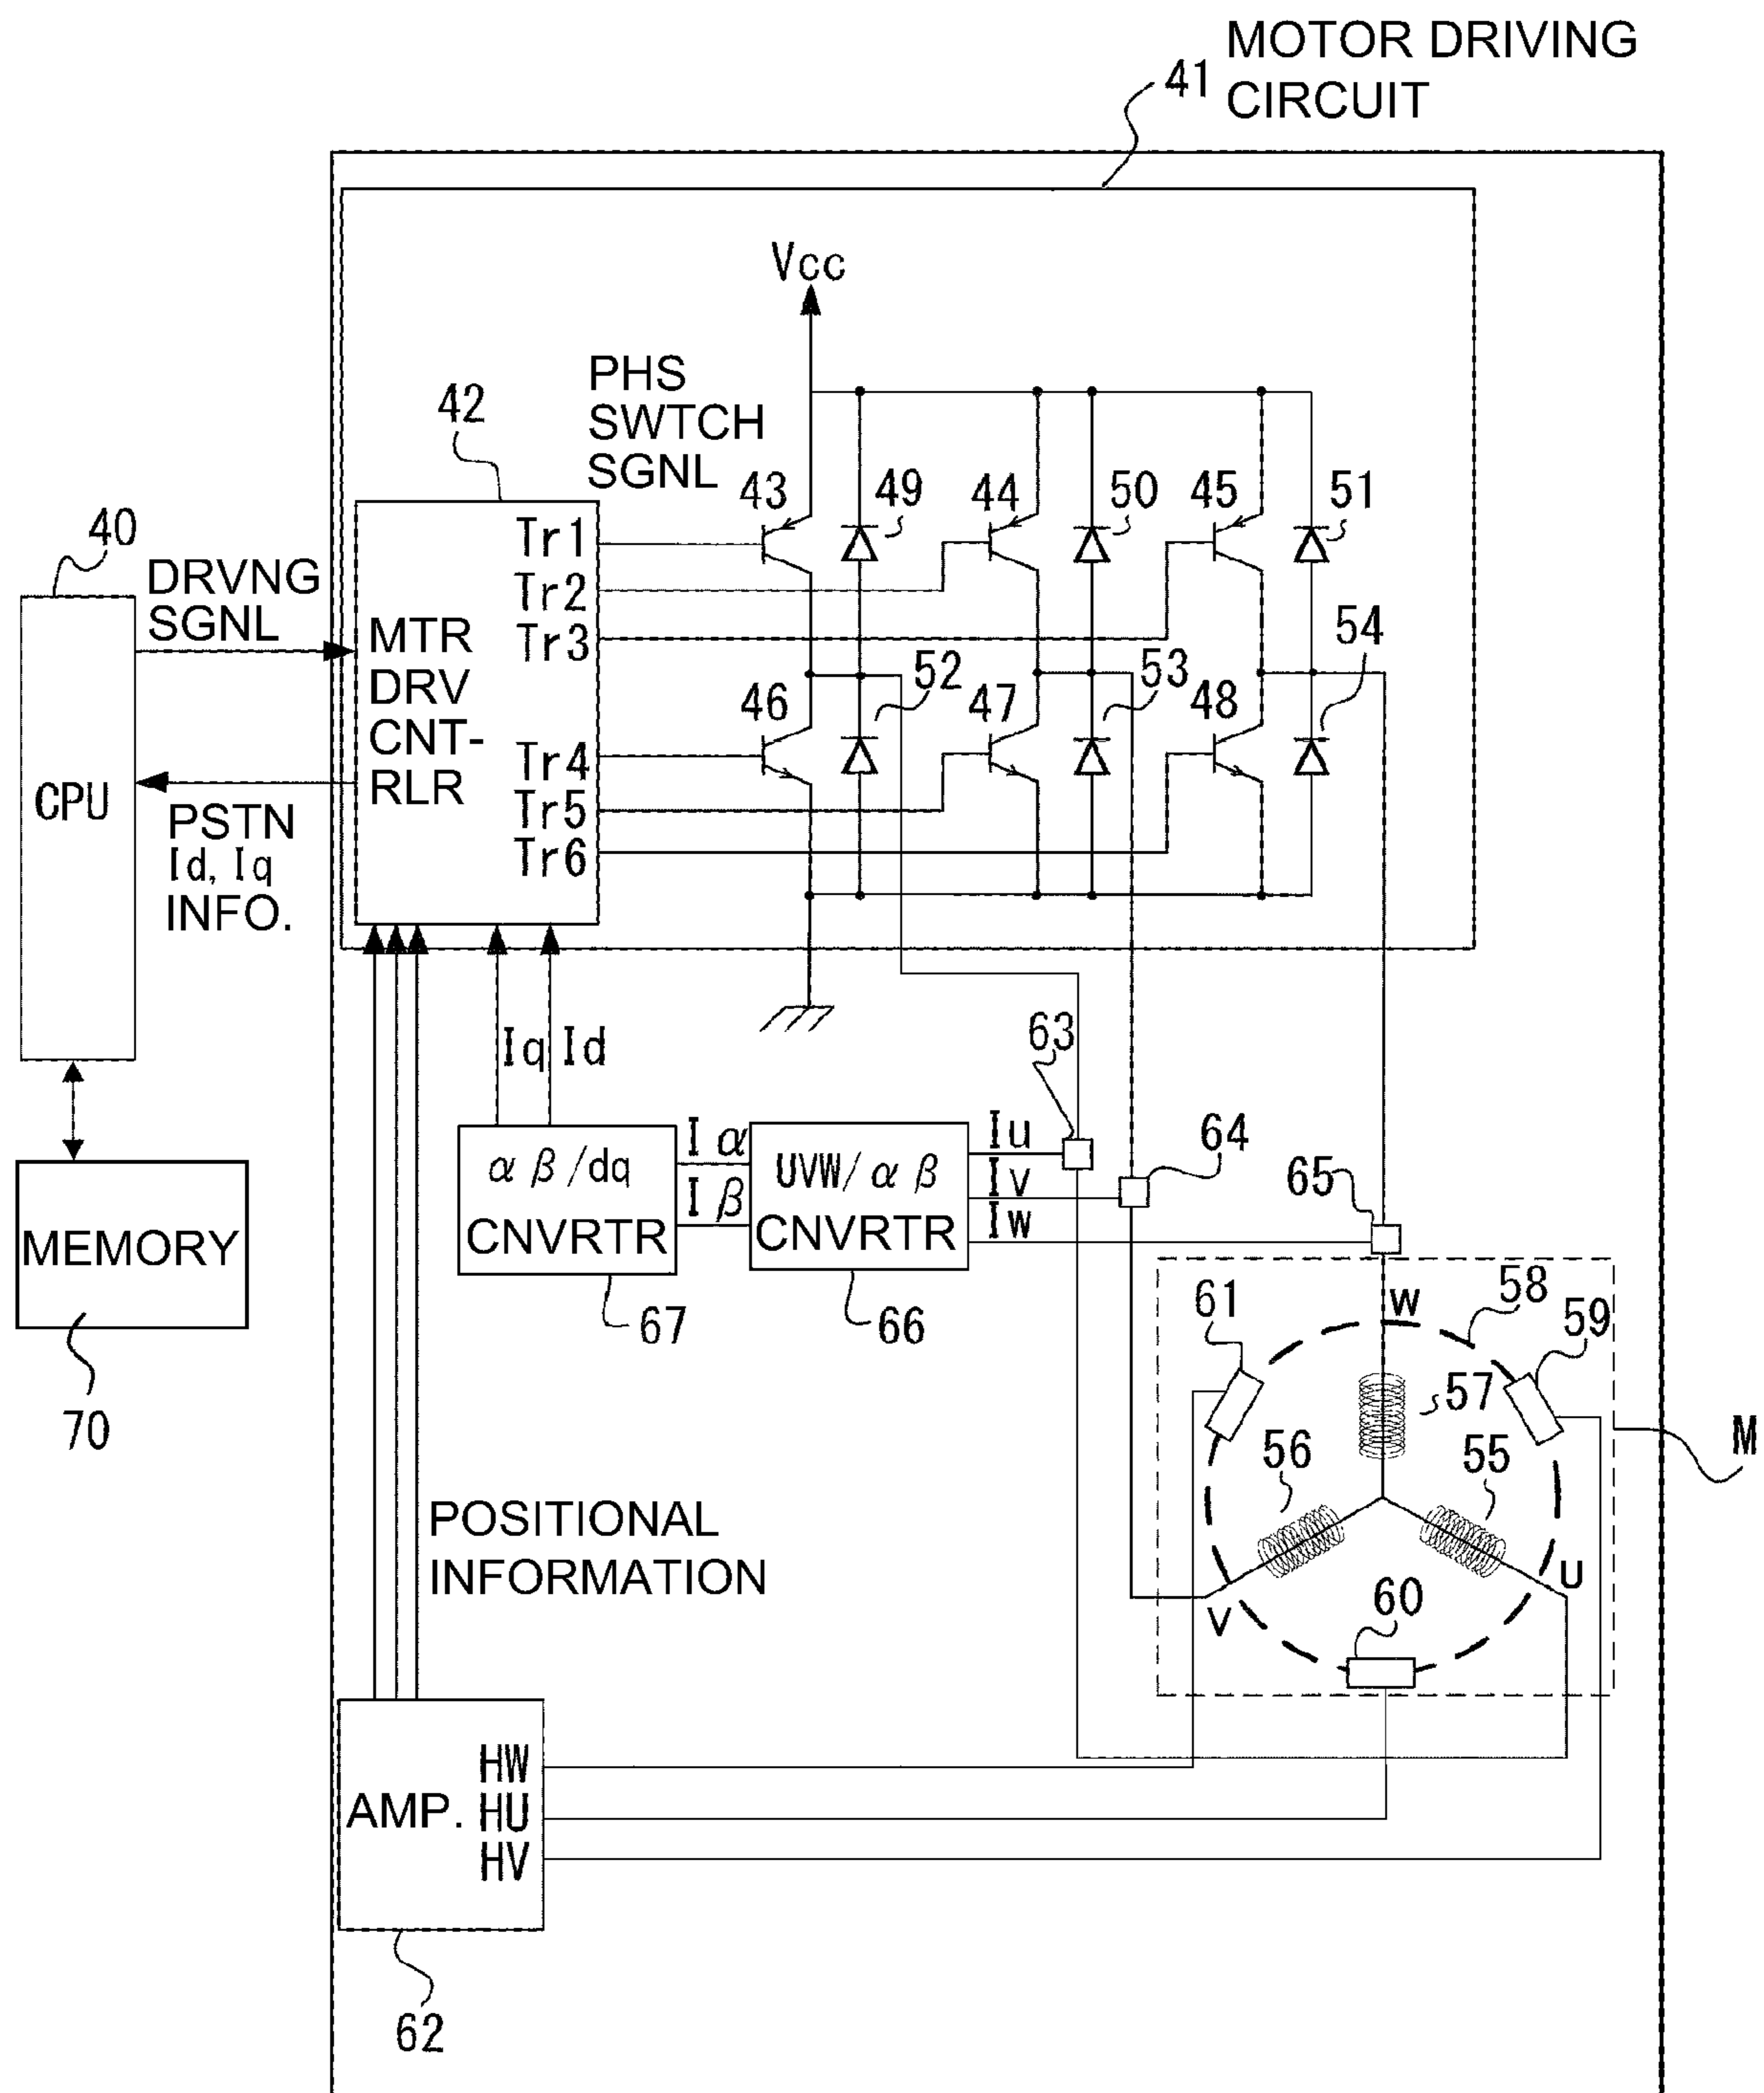 MOTOR DRIVING
CIRCUIT
41
Vcc
PHS
SWTCH
SGNL
42
43
49
44
50
45
51
40
DRVNG
SGNL
Tr1
Tr2
Tr3
MTR
DRV
CNT-
RLR
54
52
53
46
47
48
Tr4
Tr5
Tr6
CPU
PSTN
Id, Iq
INFO.
Iq
Id
63
64
65
Iα
Iβ
Iu
Iv
Iw
αβ/dq
CNVRTR
UVW/αβ
CNVRTR
MEMORY
67
66
70
61
W
58
59
57
56
55
M
U
V
60
POSITIONAL
INFORMATION
AMP.
HW
HU
HV
62